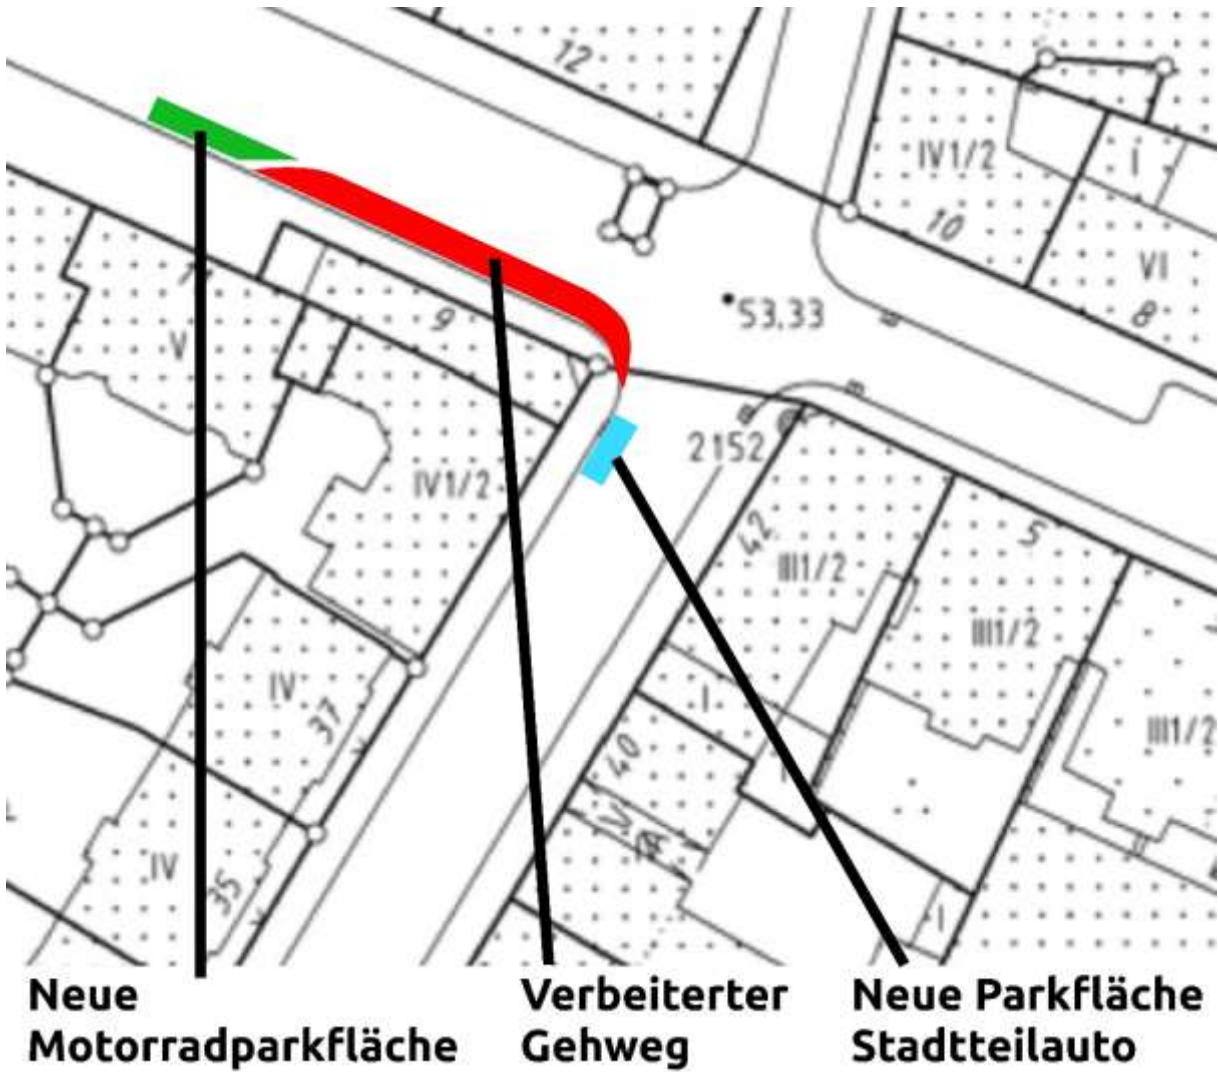 12
IV1/2
I
10
VI
8
53,33
9
V
2152
IV1/2
42
5
III1/2
III1/2
IV
37
I
III1/2
40
IV
35
I
Neue
Motorradparkfläche
Verbeiterter
Gehweg
Neue Parkfläche
Stadtteilauto